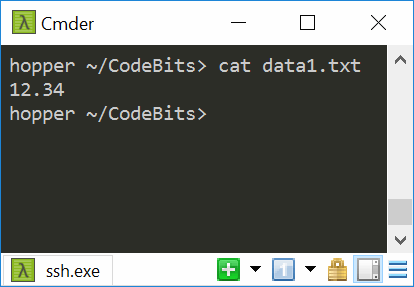 Cmder
hopper ~/CodeBits> cat data1.txt
12.34
hopper ~/CodeBits>
ssh.exe